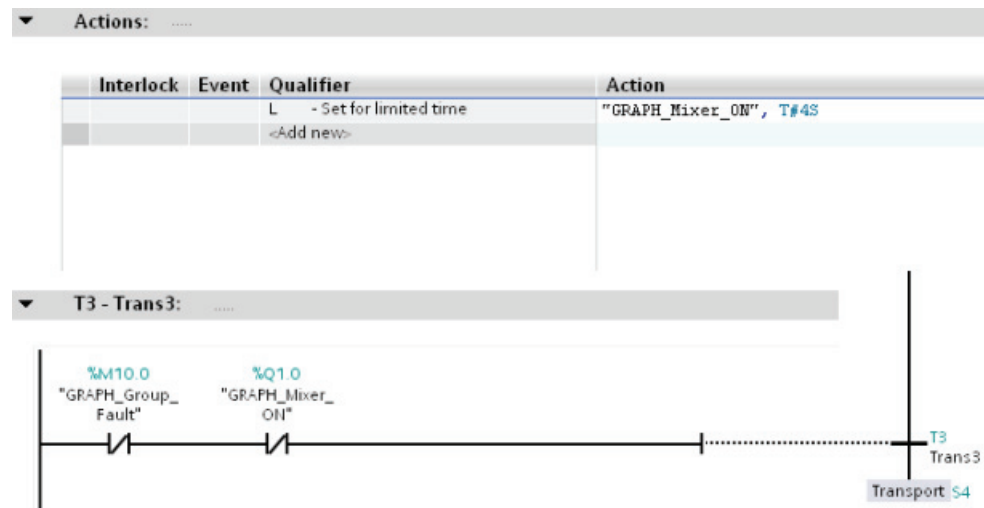 Actions: .....
Interlock Event Qualifier Action
L - Set for limited time "GRAPH_Mixer_ON", T#4S
<Add new>
T3 - Trans3: .....
%M10.0 %Q1.0
"GRAPH_Group_ "GRAPH_Mixer_
Fault" ON"
T3
Trans3
Transport S4